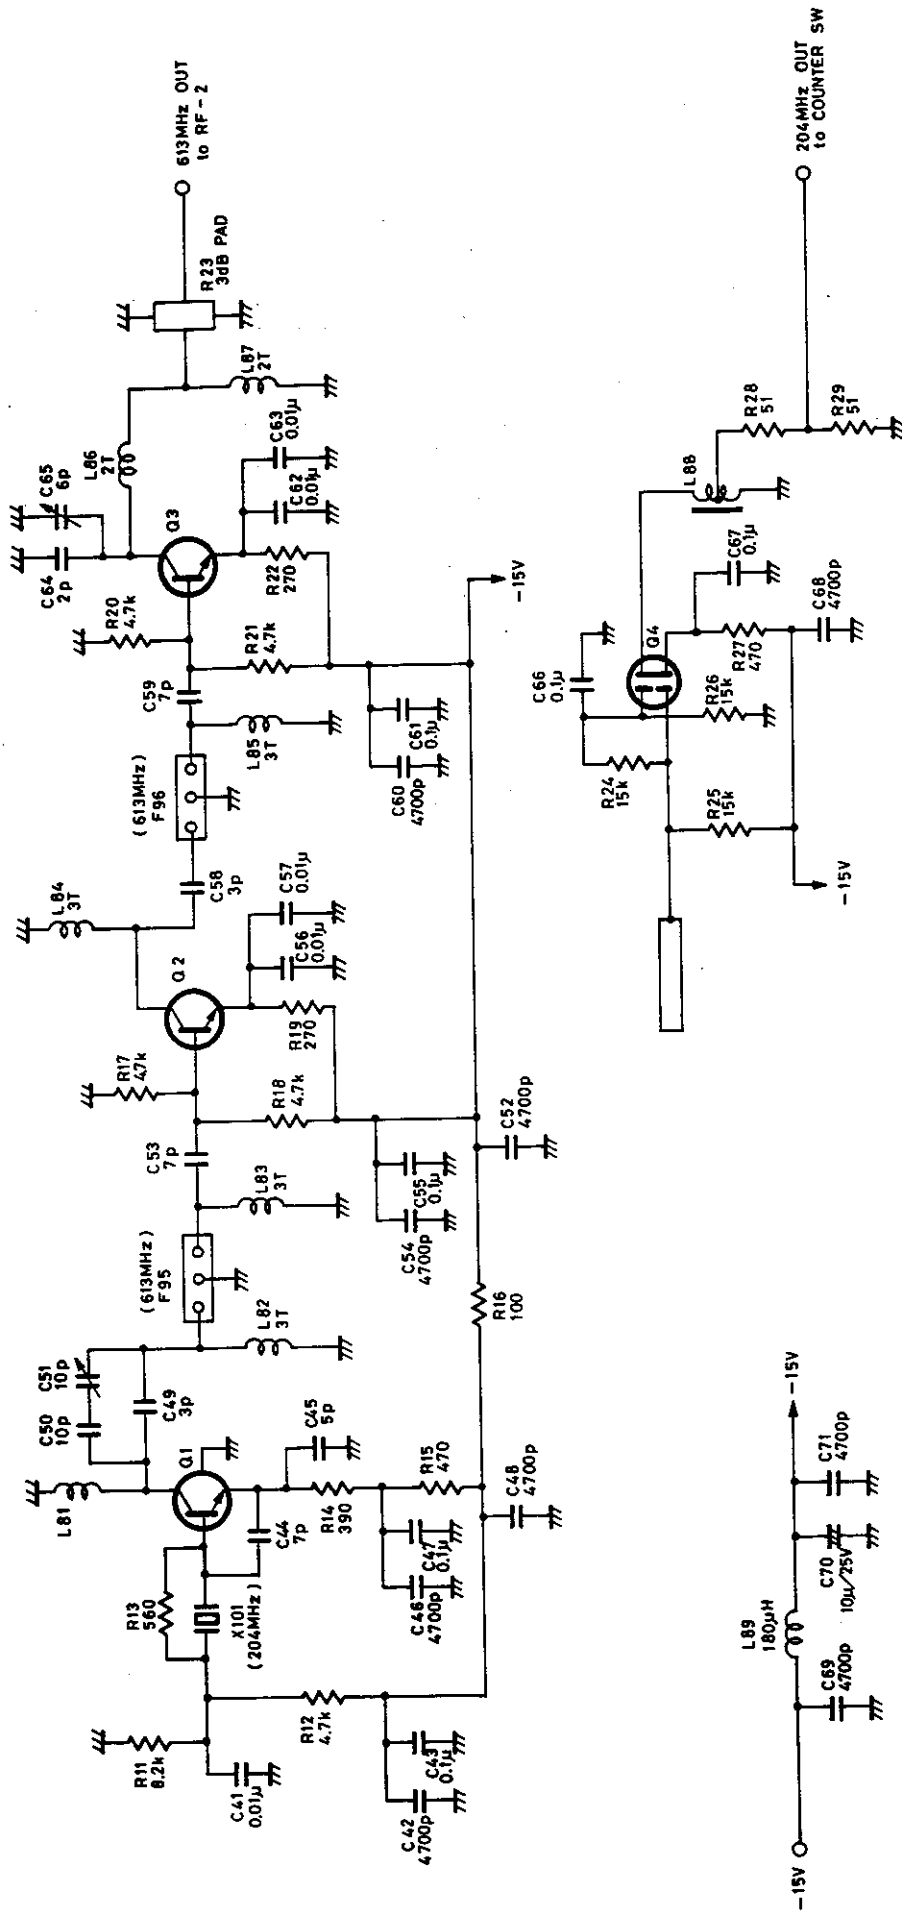 R11
8.2k
C41
0.01μ
R12
4.7k
C42
4700p
C43
0.1μ
R13
560
X101
(204MHz)
C44
7p
L81
Q1
C50
10p
C51
10p
C49
3p
C45
5p
R14
390
R15
470
C46
4700p
C47
0.1μ
C48
4700p
L82
3T
(613MHz)
F95
L83
3T
C53
7p
R16
100
C54
4700p
C55
0.1μ
C52
4700p
R17
47k
R18
4.7k
Q2
R19
270
C56
0.01μ
C57
0.01μ
L84
3T
C58
3p
(613MHz)
F96
L85
3T
C59
7p
C60
4700p
C61
0.1μ
R20
4.7k
R21
4.7k
C64
2p
C65
6p
Q3
R22
270
C62
0.01μ
C63
0.01μ
L86
2T
L87
2T
R23
3dB PAD
613MHz OUT
to RF-2
-15V
-15V
L89
180μH
C69
4700p
C70
10μ/25V
C71
4700p
-15V
R24
15k
R25
15k
-15V
C66
0.1μ
R26
15k
Q4
R27
470
C67
0.1μ
C68
4700p
L88
R28
51
R29
51
204MHz OUT
to COUNTER SW